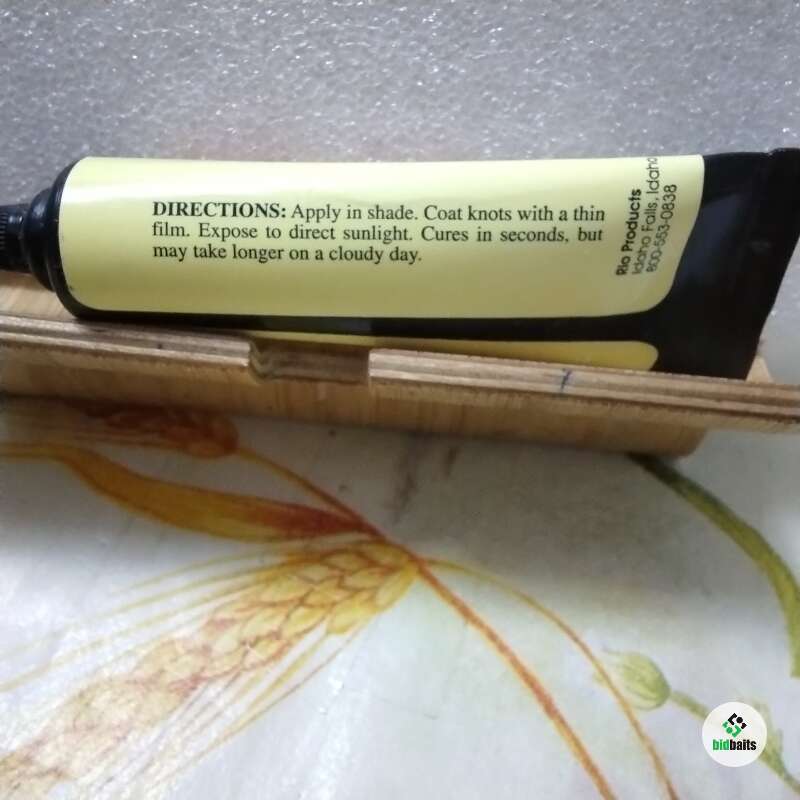 DIRECTIONS: Apply in shade. Coat knots with a thin
film. Expose to direct sunlight. Cures in seconds, but
may take longer on a cloudy day.
Rio Products
Idaho Falls, Idaho
800-553-0838
bidbaits